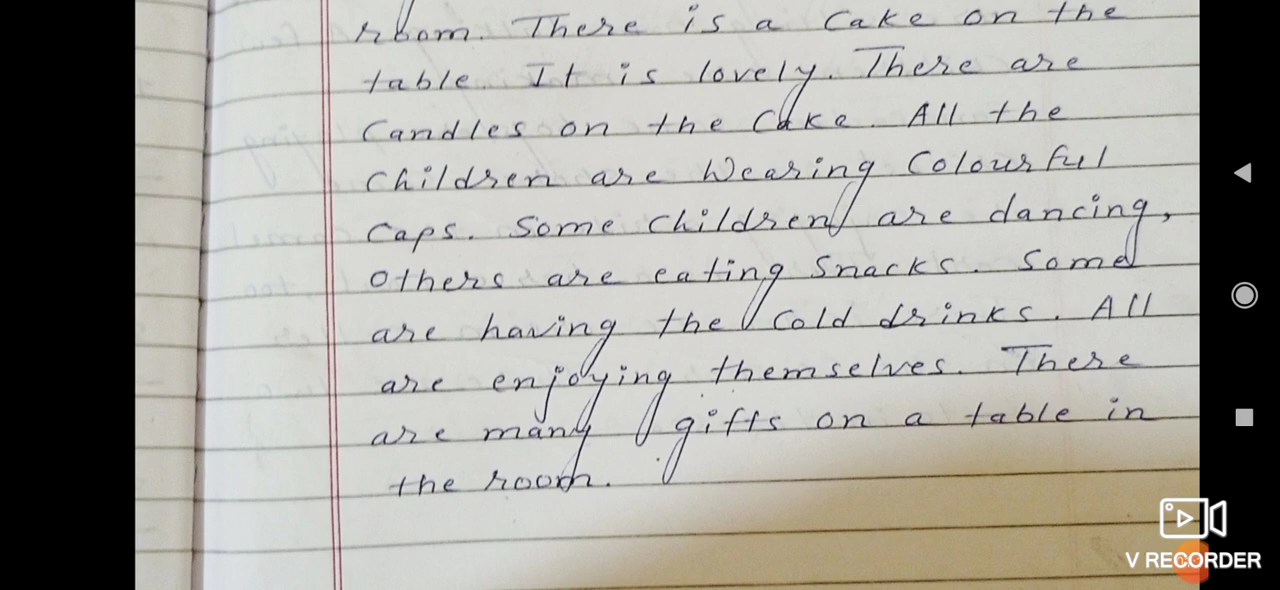 room. There is a Cake on the
table. It is lovely. There are
Candles on the Cake. All the
Children are Wearing Colourful
Caps. Some Children are dancing,
Others are eating Snacks. Some
are having the Cold drinks. All
are enjoying themselves. There
are many gifts on a table in
the room.
V RECORDER